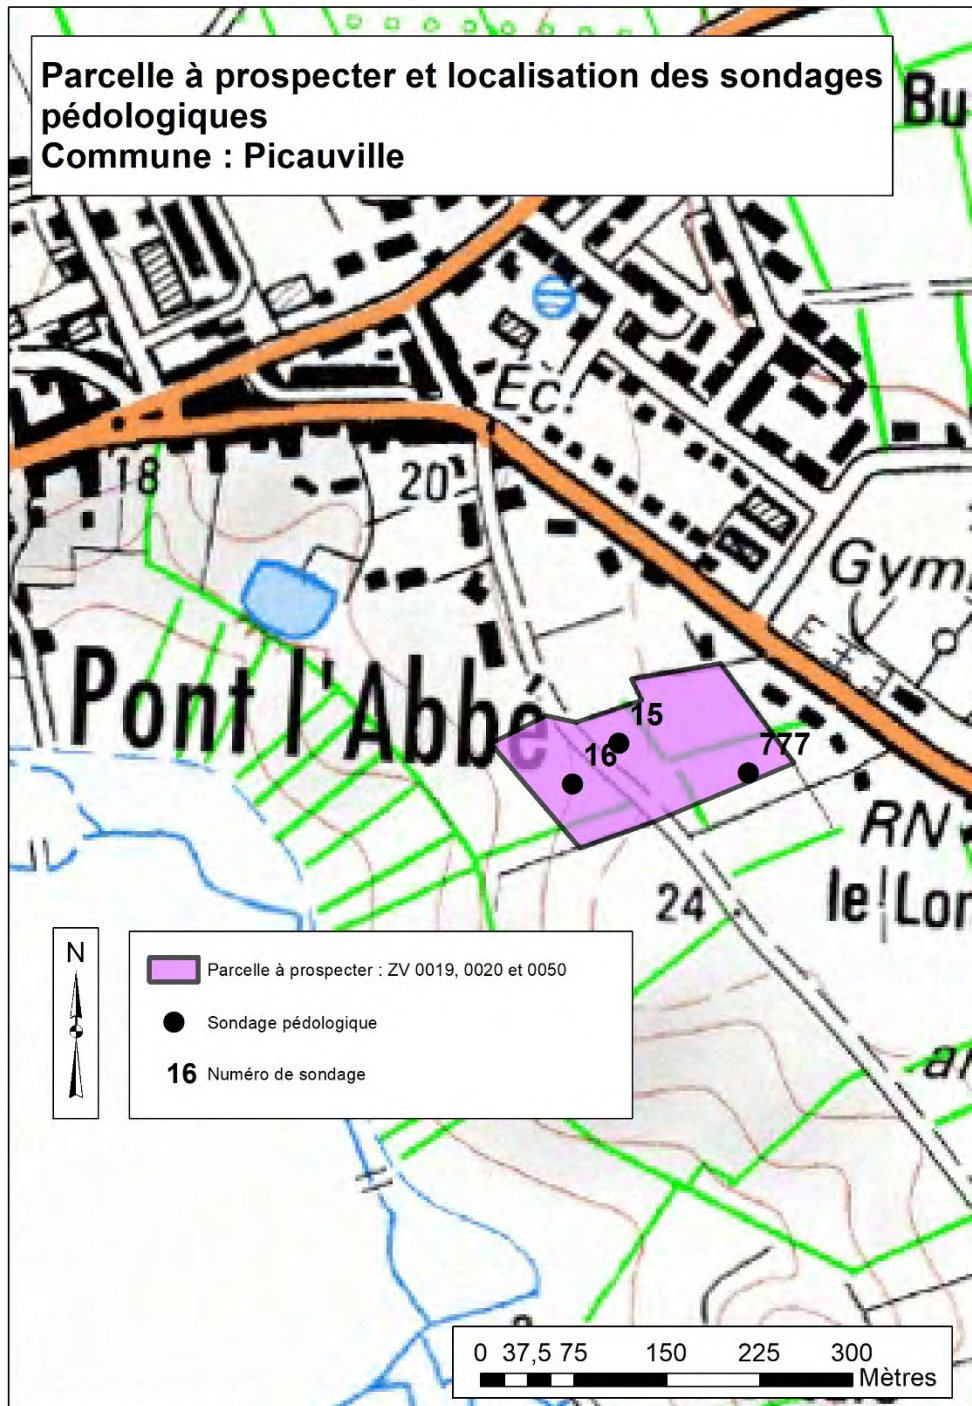 Parcelle à prospecter et localisation des sondages
pédologiques
Commune : Picauville
Bu
Éc.
18
20
Gym
Pont l'Abbé
15
16
777
RN
le Lor
24
N
Parcelle à prospecter : ZV 0019, 0020 et 0050
Sondage pédologique
16 Numéro de sondage
ar
0 37,5 75 150 225 300
Mètres